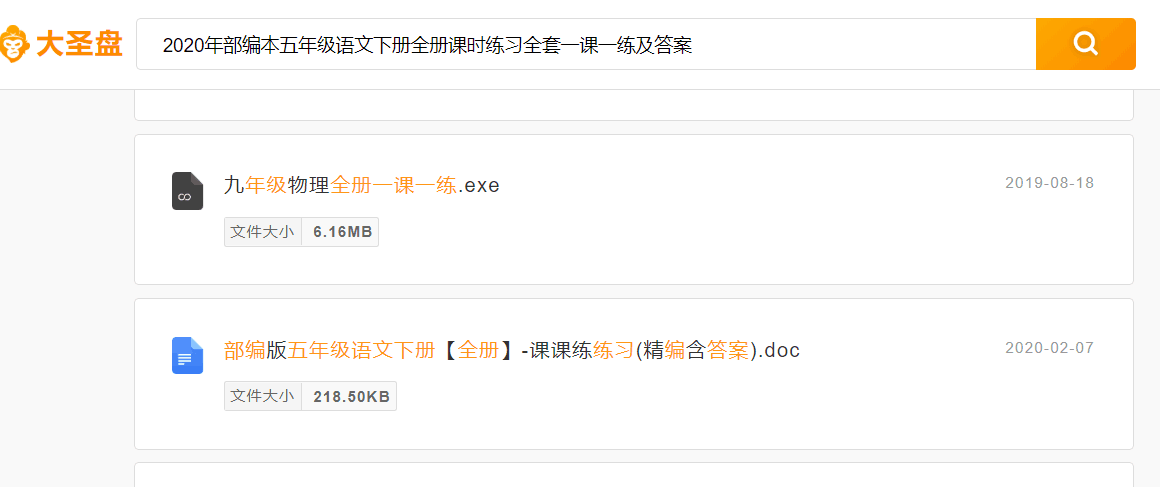 大圣盘
2020年部编本五年级语文下册全册课时练习全套一课一练及答案
九年级物理全册一课一练.exe
2019-08-18
文件大小 6.16MB
部编版五年级语文下册【全册】-课课练练习(精编含答案).doc
2020-02-07
文件大小 218.50KB